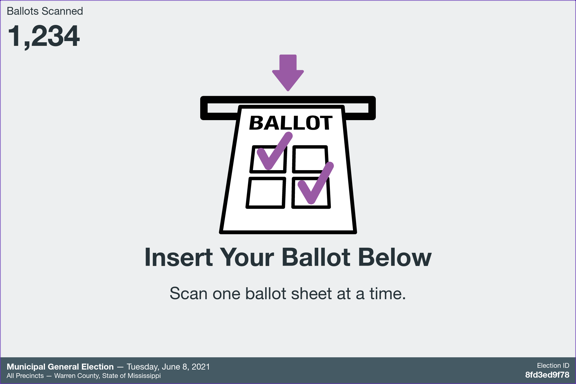 Ballots Scanned
1,234
BALLOT
Insert Your Ballot Below
Scan one ballot sheet at a time.
Municipal General Election — Tuesday, June 8, 2021
All Precincts — Warren County, State of Mississippi
Election ID
8fd3ed9f78